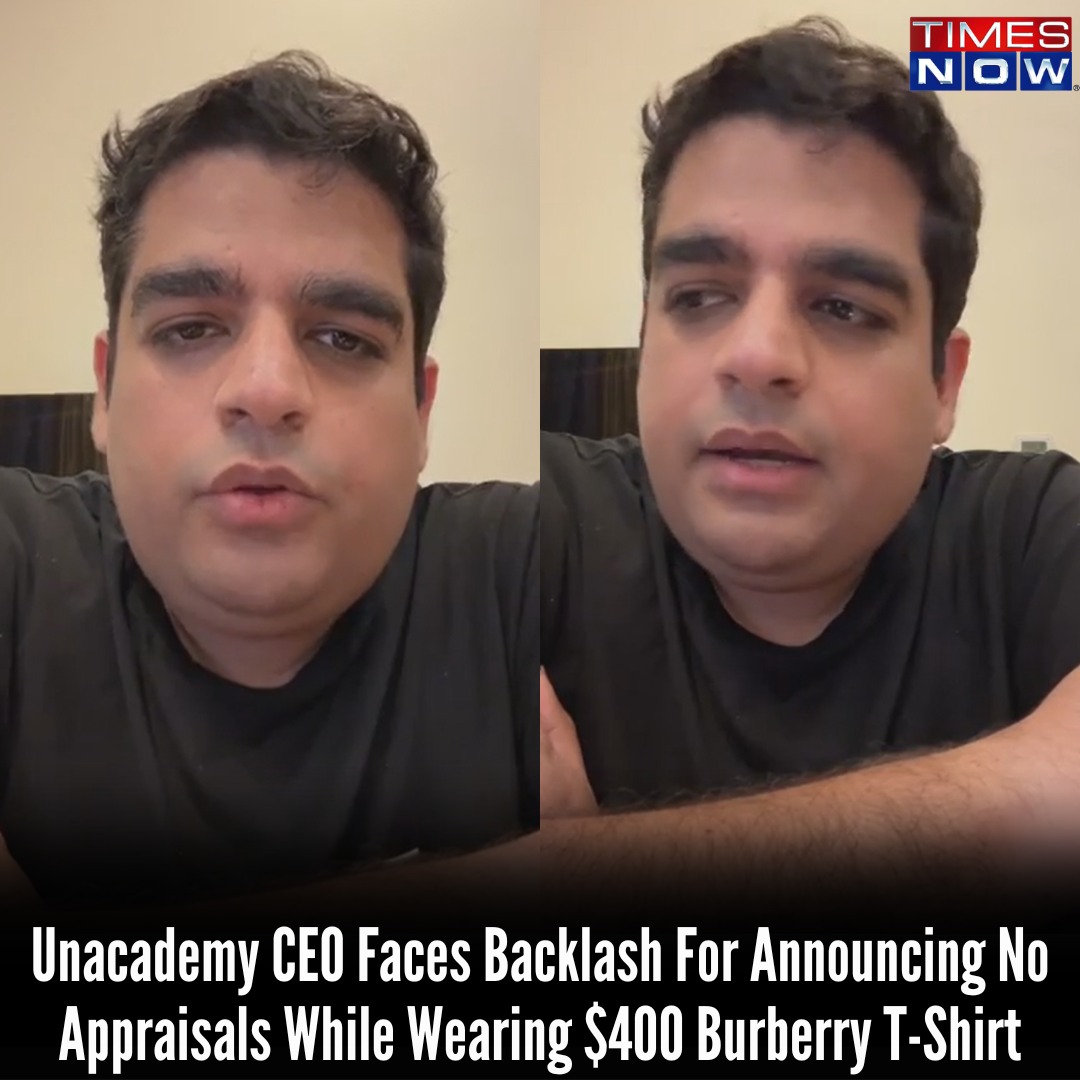 TIMES
NOW
Unacademy CEO Faces Backlash For Announcing No
Appraisals While Wearing $400 Burberry T-Shirt